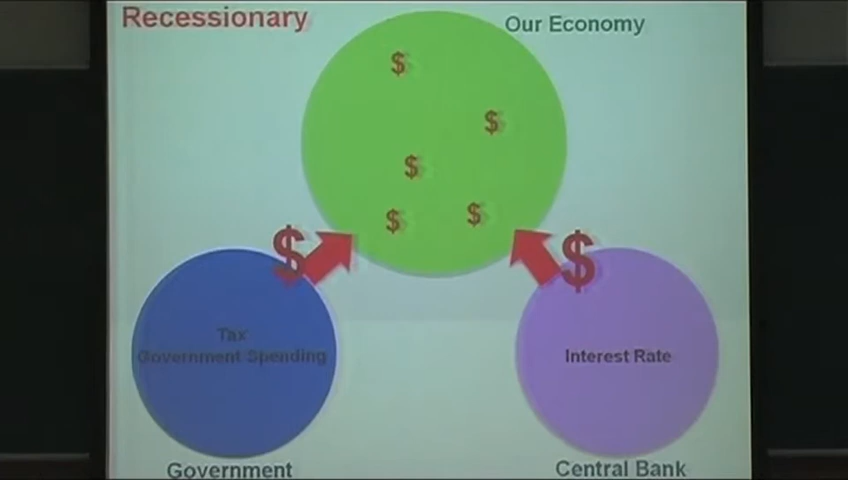 Recessionary
Our Economy
$
$
$
$
$
$
$
Tax
Government Spending
Interest Rate
Government
Central Bank